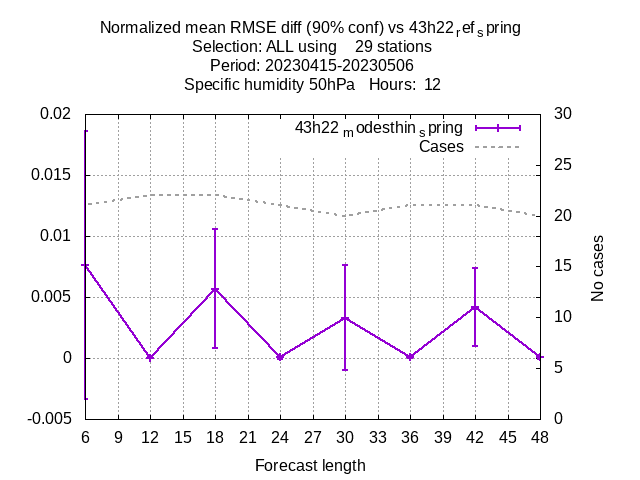 Normalized mean RMSE diff (90% conf) vs 43h22refspring
Selection: ALL using 29 stations
Period: 20230415-20230506
Specific humidity 50hPa Hours: 12
43h22modesthinspring
Cases
0.02
0.015
0.01
0.005
0
-0.005
30
25
20
15
10
5
0
No cases
6 9 12 15 18 21 24 27 30 33 36 39 42 45 48
Forecast length